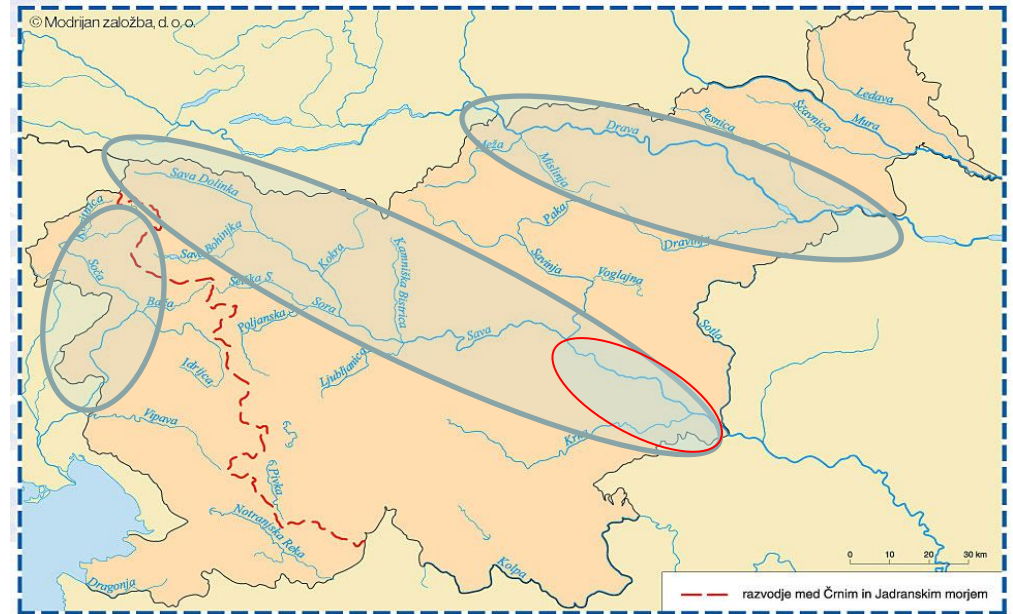 © Modrijan založba, d. o. o.
Ledava
Ščavnica
Mura
Pesnica
Drava
Meža
Mislinja
Sava Dolinka
Paka
Dravinja
Sava Bohinjka
Kokra
Kamniška Bistrica
Savinja
Voglajna
Soča
Selška S.
Bača
Sora
Poljanska
Sava
Sotla
Ljubljanica
Idrijca
Vipava
Krka
Pivka
Notranjska Reka
Kolpa
Dragonja
0 10 20 30 km
razvodje med Črnim in Jadranskim morjem